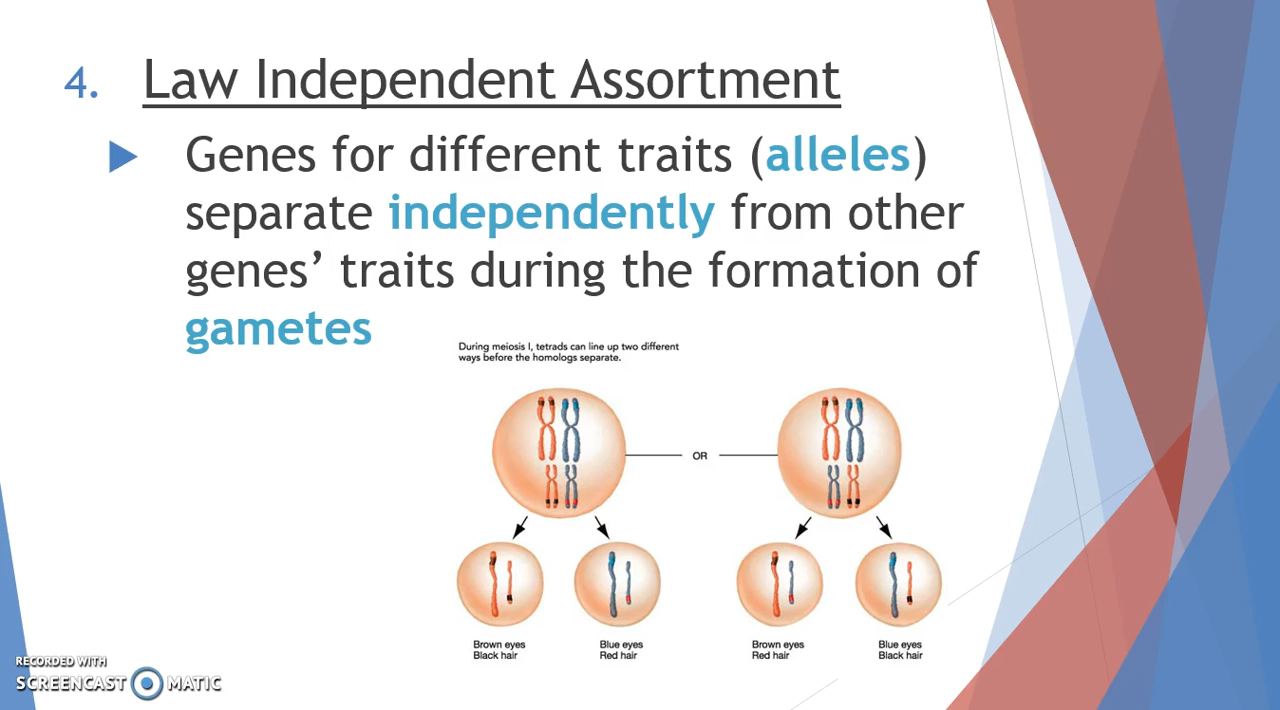 4. Law Independent Assortment
Genes for different traits (alleles)
separate independently from other
genes’ traits during the formation of
gametes
During meiosis I, tetrads can line up two different
ways before the homologs separate.
OR
Brown eyes
Black hair
Blue eyes
Red hair
Brown eyes
Red hair
Blue eyes
Black hair
RECORDED WITH
SCREENCAST MATIC